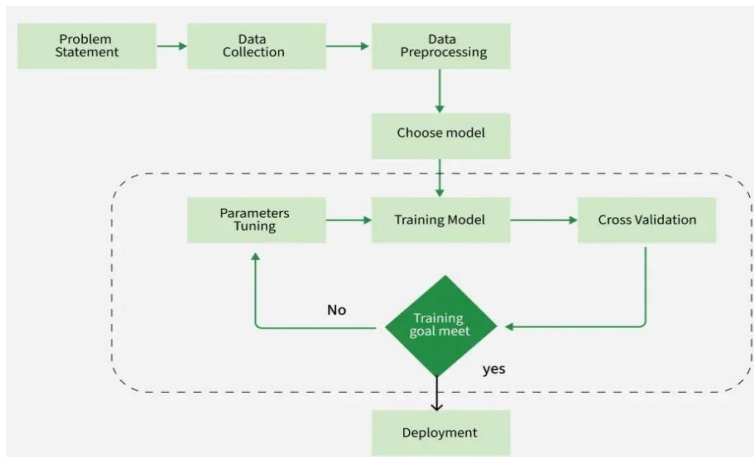 Problem
Statement
Data
Collection
Data
Preprocessing
Choose model
Parameters
Tuning
Training Model
Cross Validation
No
Training
goal meet
yes
Deployment